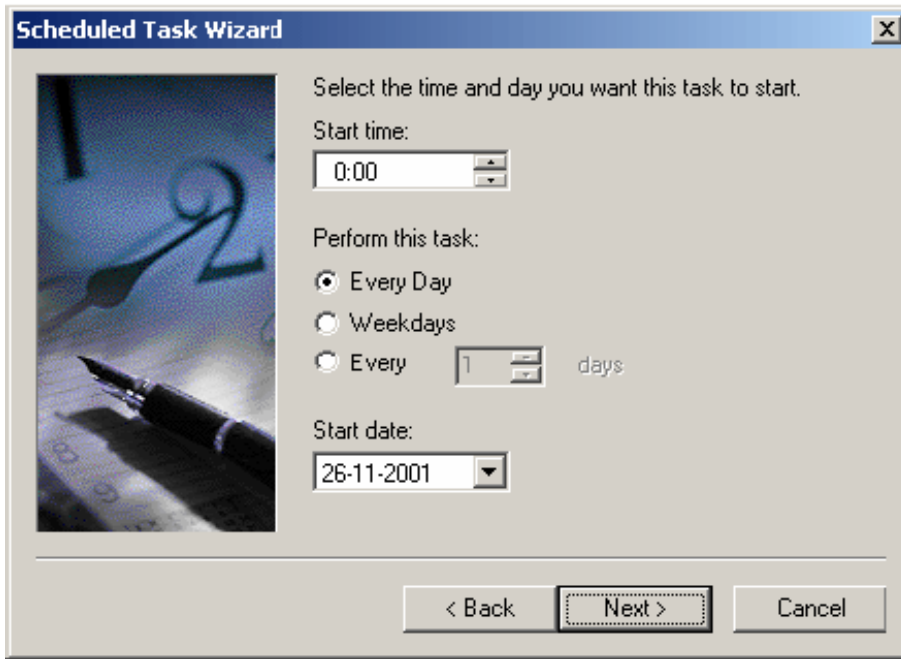 Scheduled Task Wizard
Select the time and day you want this task to start.
Start time:
0:00
Perform this task:
Every Day
Weekdays
Every 1 days
Start date:
26-11-2001
< Back Next > Cancel